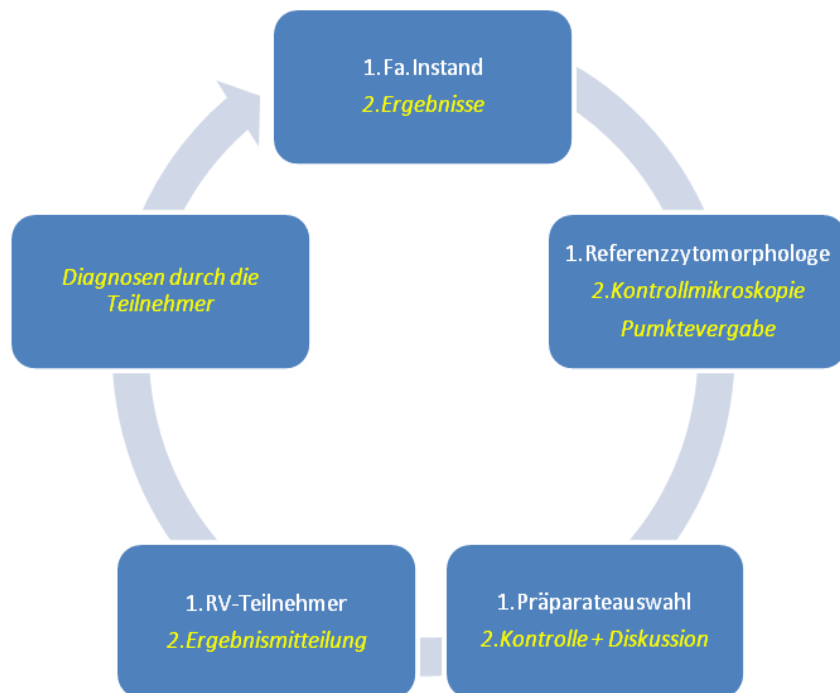 1.Fa.Instand
2.Ergebnisse
1.Referenzzytomorphologe
2.Kontrollmikroskopie
Pumktevergabe
1.Präparateauswahl
2.Kontrolle + Diskussion
1.RV-Teilnehmer
2.Ergebnismitteilung
Diagnosen durch die
Teilnehmer